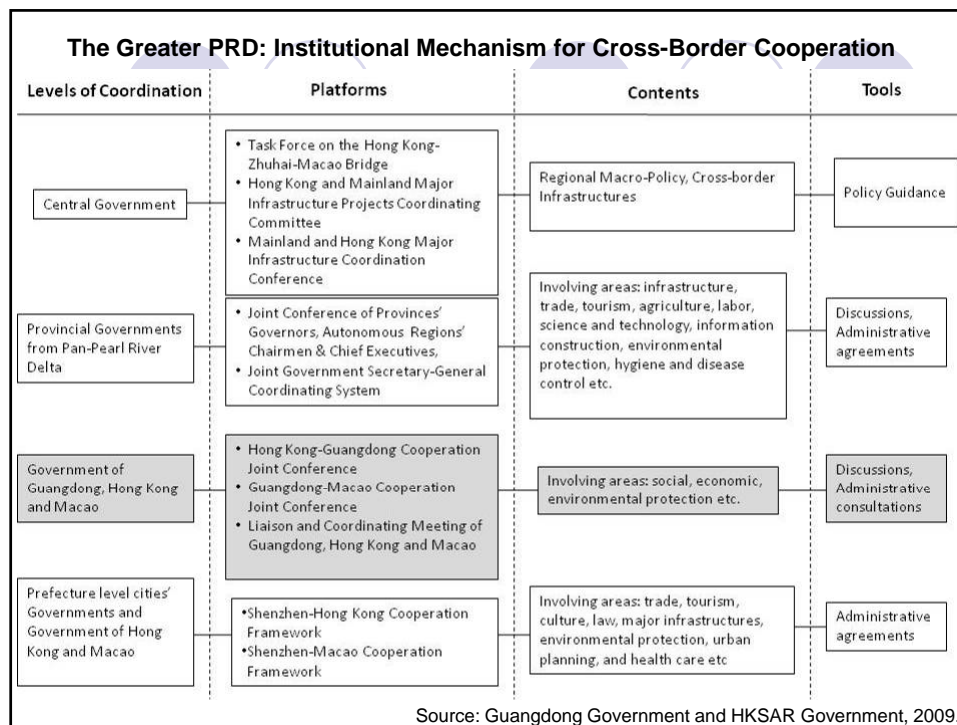 The Greater PRD: Institutional Mechanism for Cross-Border Cooperation
Levels of Coordination
Platforms
Contents
Tools
Central Government
• Task Force on the Hong Kong-
Zhuhai-Macao Bridge
• Hong Kong and Mainland Major
Infrastructure Projects Coordinating
Committee
• Mainland and Hong Kong Major
Infrastructure Coordination
Conference
Regional Macro-Policy, Cross-border
Infrastructures
Policy Guidance
Provincial Governments
from Pan-Pearl River
Delta
• Joint Conference of Provinces'
Governors, Autonomous Regions'
Chairmen & Chief Executives,
• Joint Government Secretary-General
Coordinating System
Involving areas: infrastructure,
trade, tourism, agriculture, labor,
science and technology, information
construction, environmental
protection, hygiene and disease
control etc.
Discussions,
Administrative
agreements
Government of
Guangdong, Hong Kong
and Macao
• Hong Kong-Guangdong Cooperation
Joint Conference
• Guangdong-Macao Cooperation
Joint Conference
• Liaison and Coordinating Meeting of
Guangdong, Hong Kong and Macao
Involving areas: social, economic,
environmental protection etc.
Discussions,
Administrative
consultations
Prefecture level cities'
Governments and
Government of Hong
Kong and Macao
•Shenzhen-Hong Kong Cooperation
Framework
•Shenzhen-Macao Cooperation
Framework
Involving areas: trade, tourism,
culture, law, major infrastructures,
environmental protection, urban
planning, and health care etc
Administrative
agreements
Source: Guangdong Government and HKSAR Government, 2009.